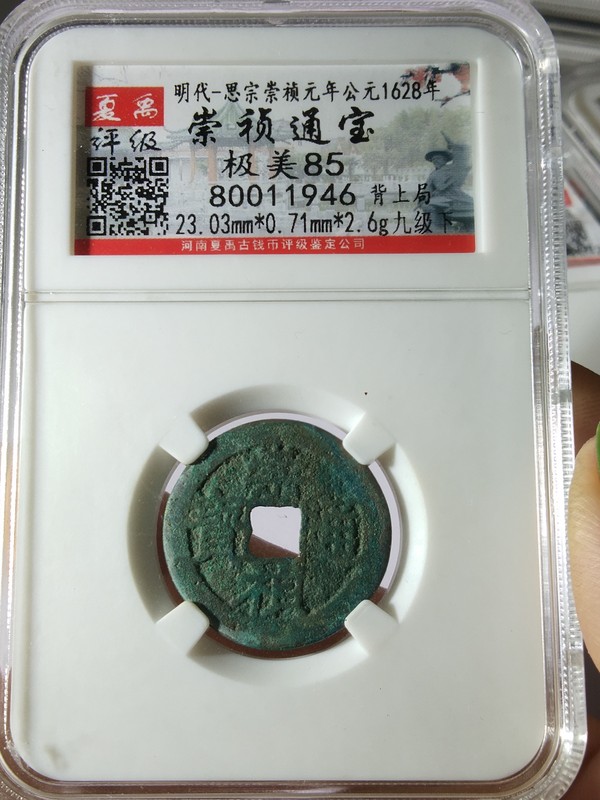 夏禹
评级
明代-思宗崇祯元年公元1628年
崇祯通宝
极美85
80011946 背上局
23.03mm*0.71mm*2.6g九级下
河南夏禹古钱币评级鉴定公司
通
祯